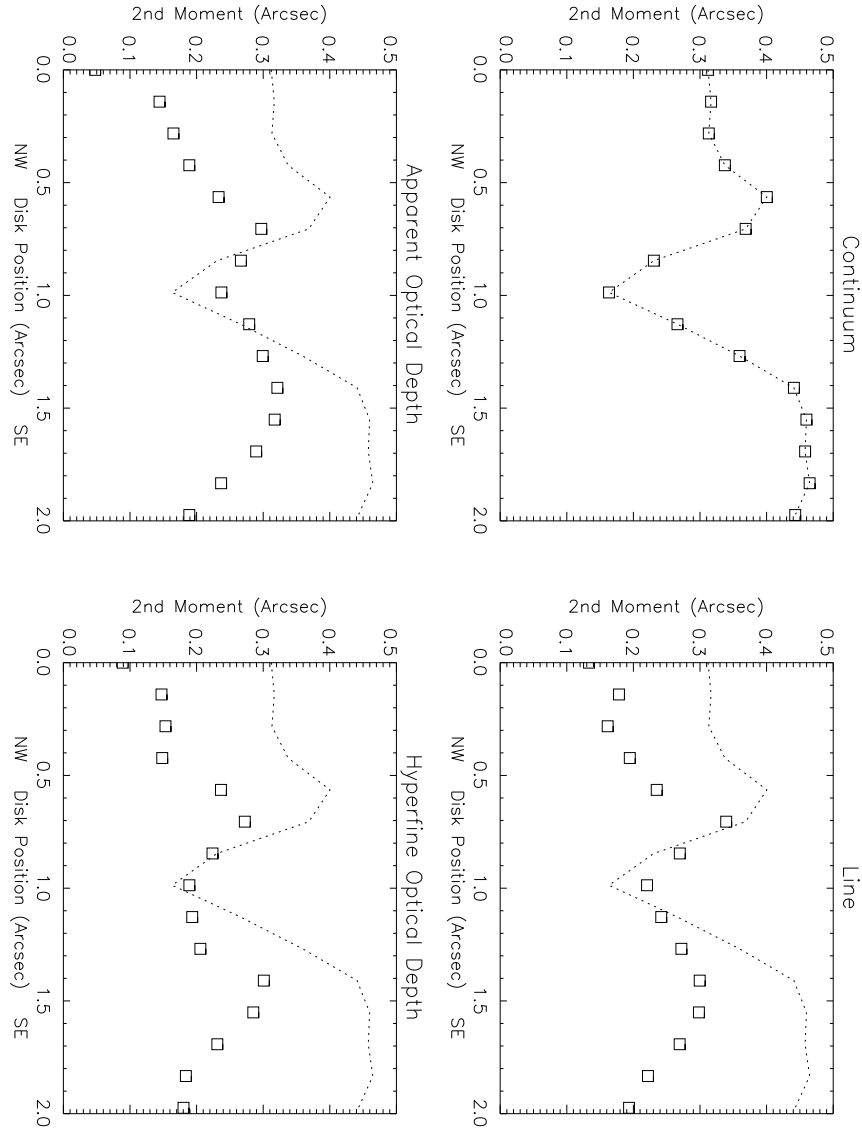 Continuum
2nd Moment (Arcsec)
0.0 0.1 0.2 0.3 0.4 0.5
0.0 0.5 1.0 1.5 2.0
NW Disk Position (Arcsec) SE
Line
2nd Moment (Arcsec)
0.0 0.1 0.2 0.3 0.4 0.5
0.0 0.5 1.0 1.5 2.0
NW Disk Position (Arcsec) SE
Apparent Optical Depth
2nd Moment (Arcsec)
0.0 0.1 0.2 0.3 0.4 0.5
0.0 0.5 1.0 1.5 2.0
NW Disk Position (Arcsec) SE
Hyperfine Optical Depth
2nd Moment (Arcsec)
0.0 0.1 0.2 0.3 0.4 0.5
0.0 0.5 1.0 1.5 2.0
NW Disk Position (Arcsec) SE